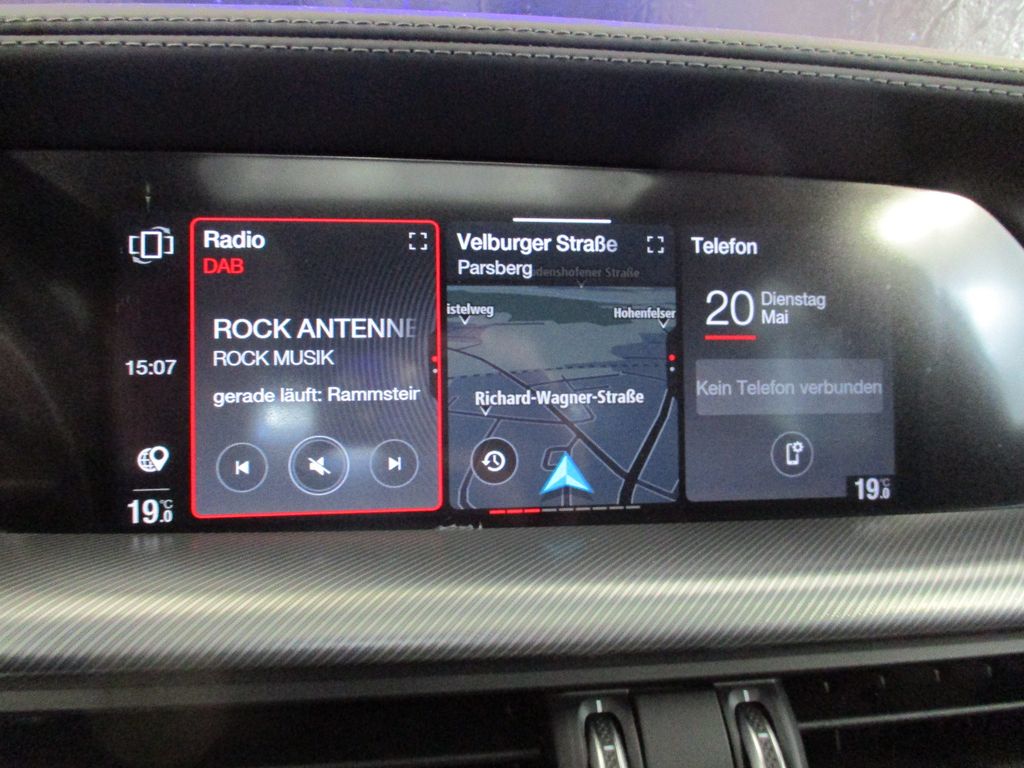 Radio
DAB
15:07
ROCK ANTENNE
ROCK MUSIK
gerade läuft: Rammstein
19.0 °C
Velburger Straße
Parsberg
Hohenfelser
Richard-Wagner-Straße
Telefon
20 Dienstag
Mai
Kein Telefon verbunden
19.0 °C